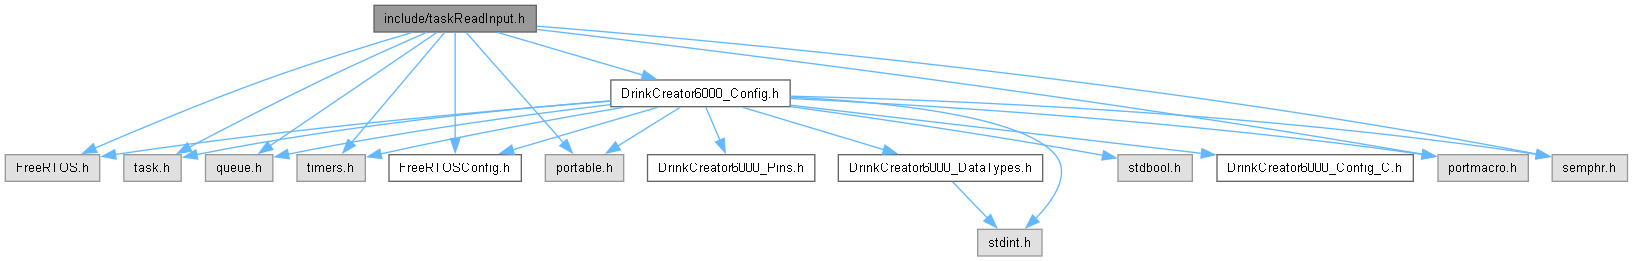 include/taskReadInput.h
DrinkCreator6000_Config.h
FreeRTOS.h
task.h
queue.h
timers.h
FreeRTOSConfig.h
portable.h
DrinkCreator6000_Pins.h
DrinkCreator6000_DataTypes.h
stdbool.h
DrinkCreator6000_Config_C.h
portmacro.h
semphr.h
stdint.h